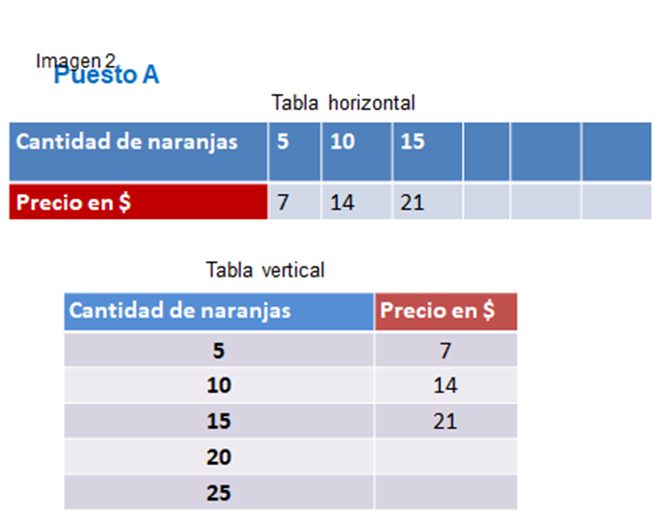 Imagen 2
Puesto A
Tabla horizontal
Cantidad de naranjas 5 10 15
Precio en $ 7 14 21
Tabla vertical
Cantidad de naranjas Precio en $
5 7
10 14
15 21
20
25